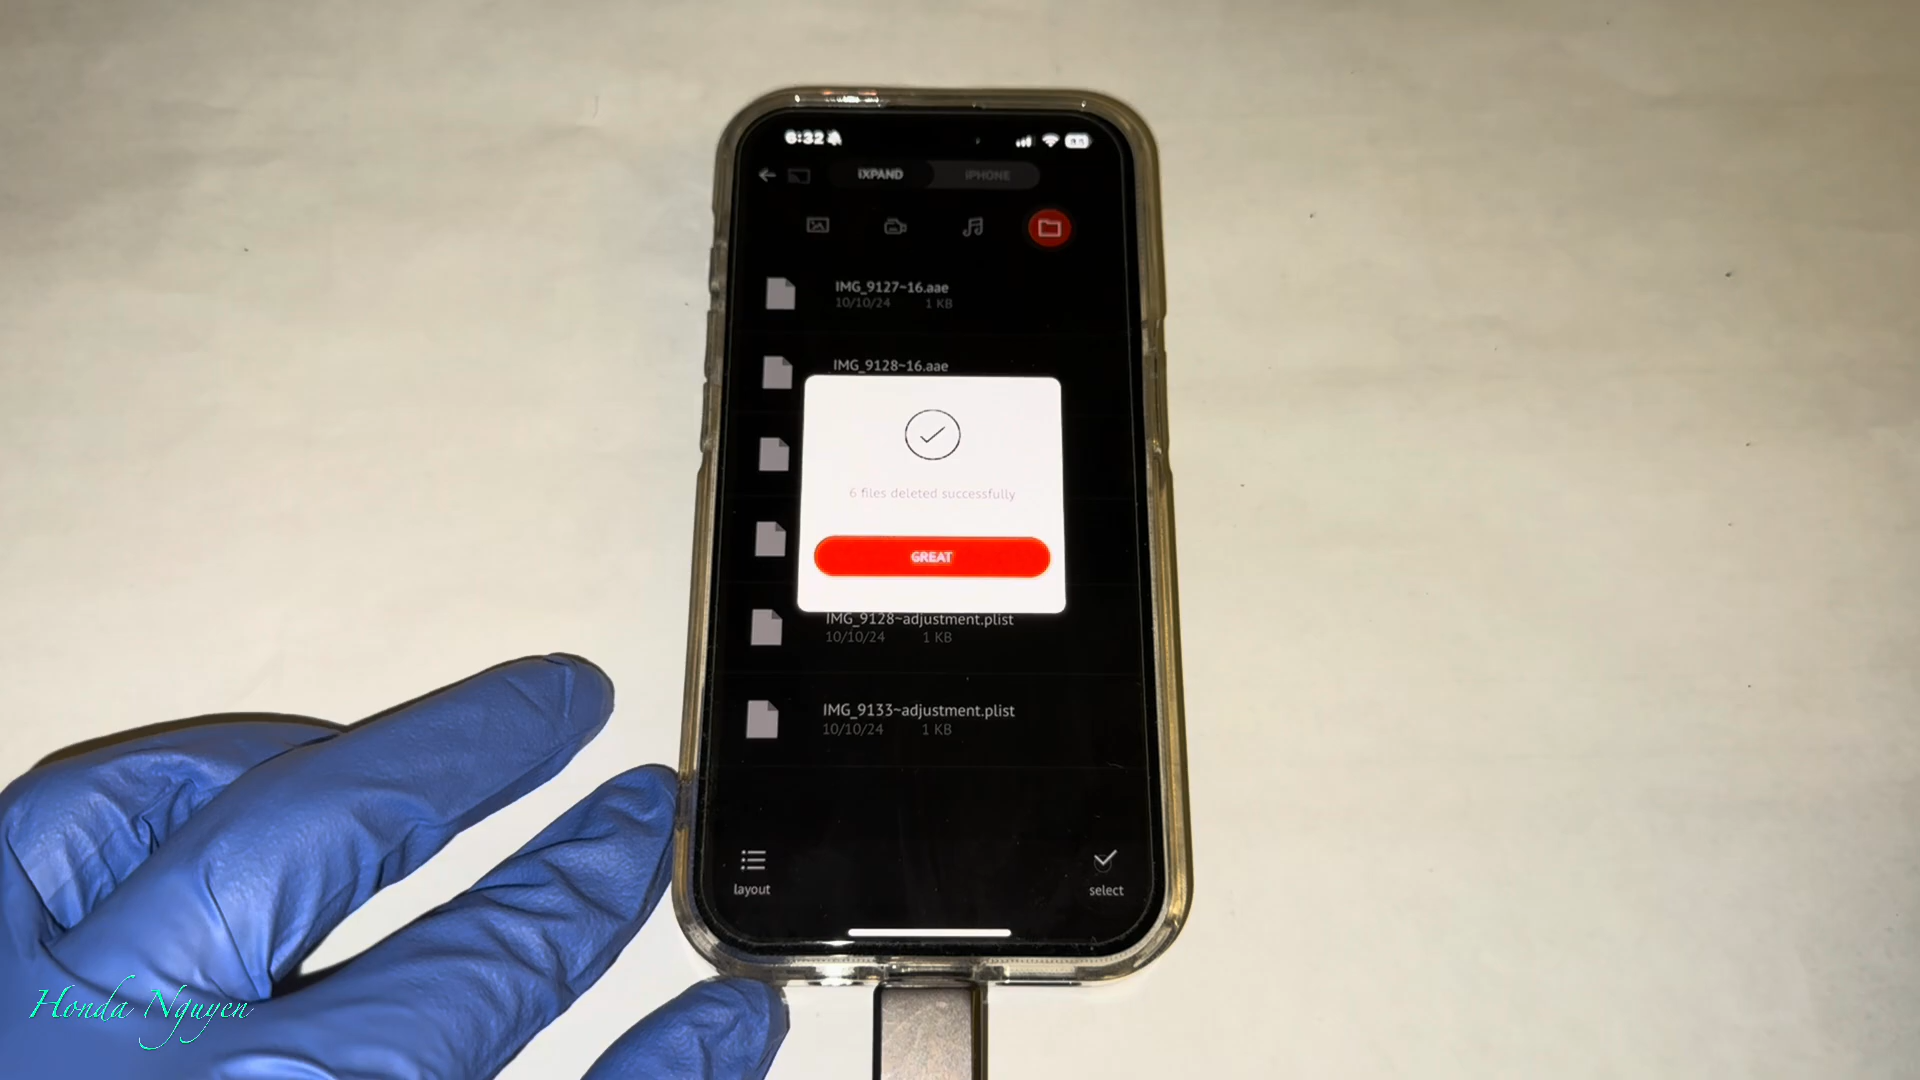 6:32
iXPAND
iPHONE
IMG_9127~16.aae
10/10/24 1 KB
IMG_9128~16.aae
6 files deleted successfully
GREAT
IMG_9128~adjustment.plist
10/10/24 1 KB
IMG_9133~adjustment.plist
10/10/24 1 KB
layout
select
Honda Nguyen